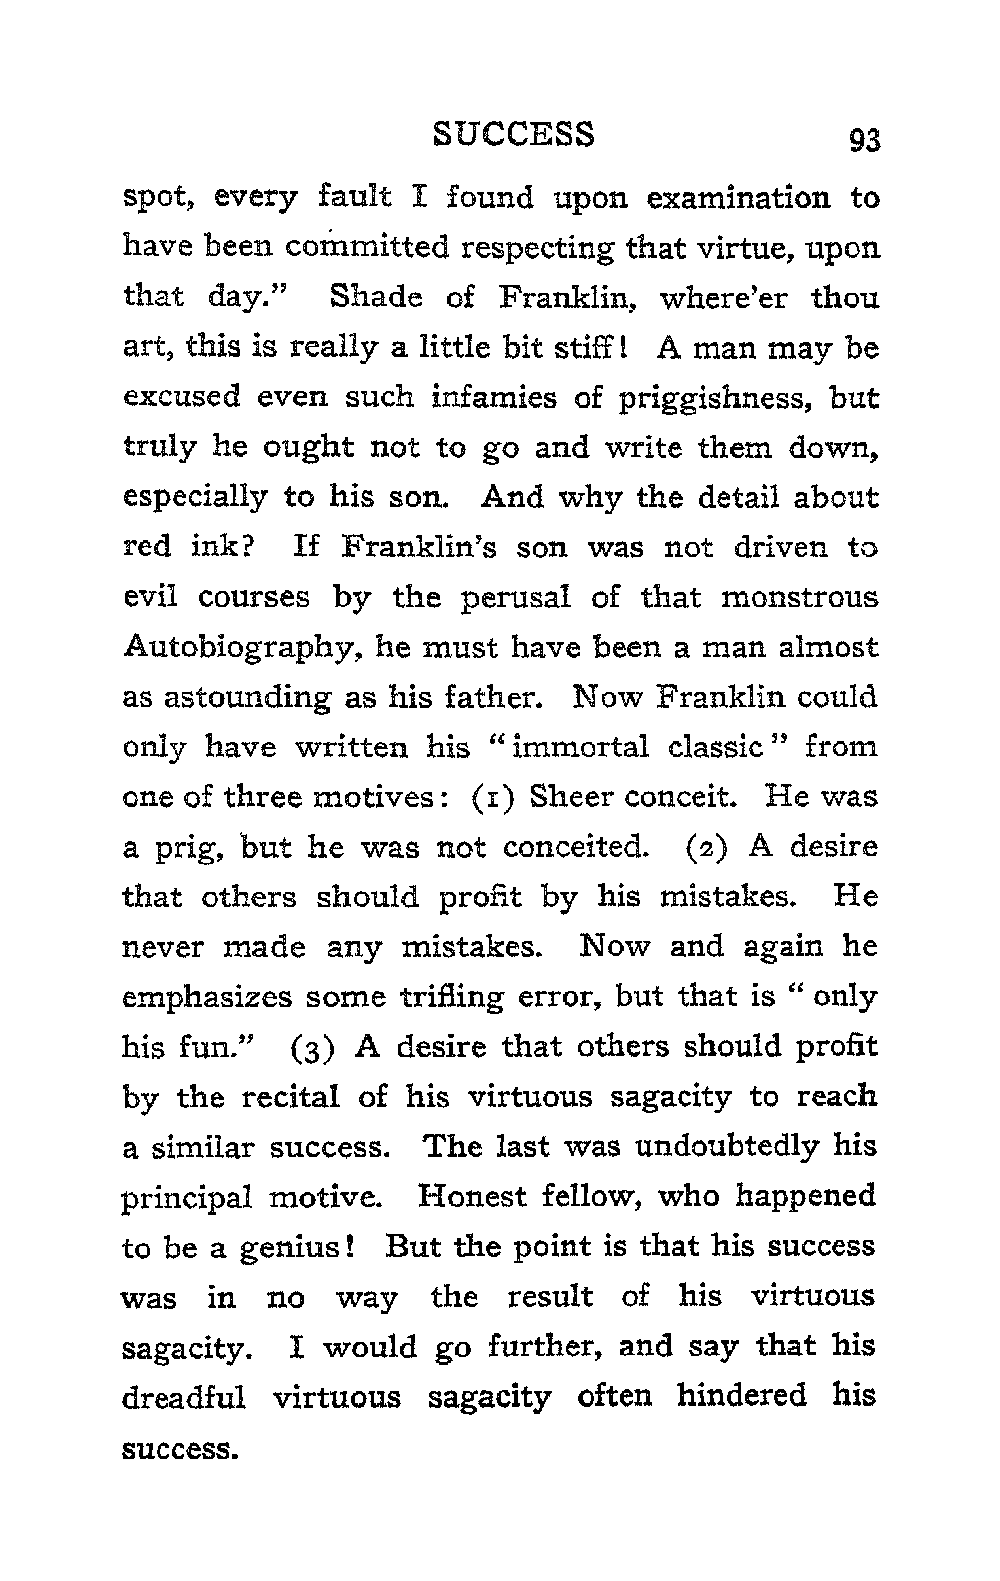 SUCCESS 93
spot, every fault I found upon examination to
have been committed respecting that virtue, upon
that day.” Shade of Franklin, where’er thou
art, this is really a little bit stiff! A man may be
excused even such infamies of priggishness, but
truly he ought not to go and write them down,
especially to his son. And why the detail about
red ink? If Franklin’s son was not driven to
evil courses by the perusal of that monstrous
Autobiography, he must have been a man almost
as astounding as his father. Now Franklin could
only have written his “immortal classic” from
one of three motives: (1) Sheer conceit. He was
a prig, but he was not conceited. (2) A desire
that others should profit by his mistakes. He
never made any mistakes. Now and again he
emphasizes some trifling error, but that is “only
his fun.” (3) A desire that others should profit
by the recital of his virtuous sagacity to reach
a similar success. The last was undoubtedly his
principal motive. Honest fellow, who happened
to be a genius! But the point is that his success
was in no way the result of his virtuous
sagacity. I would go further, and say that his
dreadful virtuous sagacity often hindered his
success.